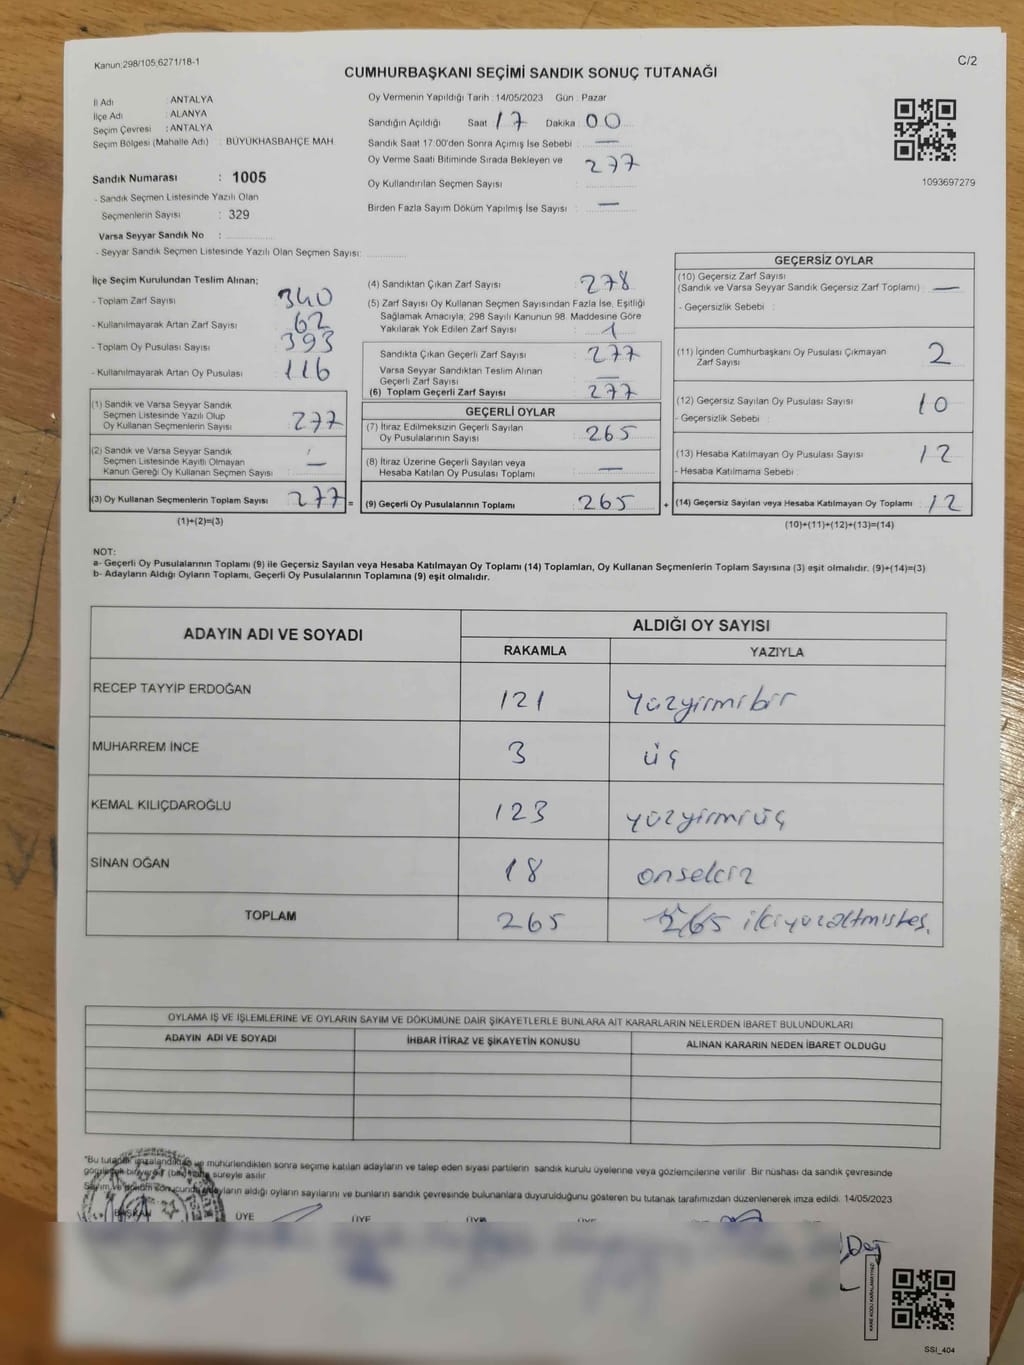 Kanun 298/105,6271/18-1
C/2
CUMHURBAŞKANI SEÇİMİ SANDIK SONUÇ TUTANAĞI
İl Adı : ANTALYA
İlçe Adı : ALANYA
Seçim Çevresi : ANTALYA
Seçim Bölgesi (Mahalle Adı) : BÜYÜKHASBAHÇE MAH
Sandık Numarası : 1005
- Sandık Seçmen Listesinde Yazılı Olan
Seçmenlerin Sayısı : 329
Varsa Seyyar Sandık No :
- Seyyar Sandık Seçmen Listesinde Yazılı Olan Seçmen Sayısı:
Oy Vermenin Yapıldığı Tarih : 14/05/2023 Gün : Pazar
Sandığın Açıldığı Saat 17 Dakika 00
Sandık Saat 17:00'den Sonra Açımış İse Sebebi : —
Oy Verme Saati Bitiminde Sırada Bekleyen ve 277
Oy Kullandırılan Seçmen Sayısı
Birden Fazla Sayım Döküm Yapılmış İse Sayısı : —
1093697279
İlçe Seçim Kurulundan Teslim Alınan;
- Toplam Zarf Sayısı : 340
- Kullanılmayarak Artan Zarf Sayısı : 62
- Toplam Oy Pusulası Sayısı : 393
- Kullanılmayarak Artan Oy Pusulası : 116
(1) Sandık ve Varsa Seyyar Sandık
Seçmen Listesinde Yazılı Olup
Oy Kullanan Seçmenlerin Sayısı : 277
(2) Sandık ve Varsa Seyyar Sandık
Seçmen Listesinde Kayıtlı Olmayan
Kanun Gereği Oy Kullanan Seçmen Sayısı : —
(3) Oy Kullanan Seçmenlerin Toplam Sayısı : 277 =
(1)+(2)=(3)
(4) Sandıktan Çıkan Zarf Sayısı : 278
(5) Zarf Sayısı Oy Kullanan Seçmen Sayısından Fazla İse, Eşitliği
Sağlamak Amacıyla; 298 Sayılı Kanunun 98. Maddesine Göre
Yakılarak Yok Edilen Zarf Sayısı : 1
Sandıkta Çıkan Geçerli Zarf Sayısı : 277
Varsa Seyyar Sandıktan Teslim Alınan
Geçerli Zarf Sayısı : —
(6) Toplam Geçerli Zarf Sayısı : 277
GEÇERLİ OYLAR
(7) İtiraz Edilmeksizin Geçerli Sayılan
Oy Pusulalarının Sayısı : 265
(8) İtiraz Üzerine Geçerli Sayılan veya
Hesaba Katılan Oy Pusulası Toplamı : —
(9) Geçerli Oy Pusulalarının Toplamı : 265 +
GEÇERSİZ OYLAR
(10) Geçersiz Zarf Sayısı
(Sandık ve Varsa Seyyar Sandık Geçersiz Zarf Toplamı) : —
- Geçersizlik Sebebi :
(11) İçinden Cumhurbaşkanı Oy Pusulası Çıkmayan
Zarf Sayısı : 2
(12) Geçersiz Sayılan Oy Pusulası Sayısı : 10
- Geçersizlik Sebebi :
(13) Hesaba Katılmayan Oy Pusulası Sayısı : 12
- Hesaba Katılmama Sebebi :
(14) Geçersiz Sayılan veya Hesaba Katılmayan Oy Toplamı : 12
(10)+(11)+(12)+(13)=(14)
NOT:
a- Geçerli Oy Pusulalarının Toplamı (9) ile Geçersiz Sayılan veya Hesaba Katılmayan Oy Toplamı (14) Toplamları, Oy Kullanan Seçmenlerin Toplam Sayısına (3) eşit olmalıdır. (9)+(14)=(3)
b- Adayların Aldığı Oyların Toplamı, Geçerli Oy Pusulalarının Toplamına (9) eşit olmalıdır.
ADAYIN ADI VE SOYADI
ALDIĞI OY SAYISI
RAKAMLA YAZIYLA
RECEP TAYYİP ERDOĞAN 121 yüzyirmibir
MUHARREM İNCE 3 üç
KEMAL KILIÇDAROĞLU 123 yüzyirmiüç
SİNAN OĞAN 18 onsekiz
TOPLAM 265 265 ikiyüzaltmışbeş.
OYLAMA İŞ VE İŞLEMLERİNE VE OYLARIN SAYIM VE DÖKÜMÜNE DAİR ŞİKAYETLERLE BUNLARA AİT KARARLARIN NELERDEN İBARET BULUNDUKLARI
ADAYIN ADI VE SOYADI İHBAR İTİRAZ VE ŞİKAYETİN KONUSU ALINAN KARARIN NEDEN İBARET OLDUĞU
"Bu tutanak imzalandıktan ve mühürlendikten sonra seçime katılan adayların ve talep eden siyasi partilerin sandık kurulu üyelerine veya gözlemcilerine verilir. Bir nüshası da sandık çevresinde
süreyle asılır
Sayım ve döküm sonucunda adayların aldığı oyların sayılarını ve bunların sandık çevresinde bulunanlara duyurulduğunu gösteren bu tutanak tarafımızdan düzenlenerek imza edildi. 14/05/2023
BAŞKAN ÜYE ÜYE ÜYE ÜYE
KARE KODU KARALAMAYINIZ!
SSI_404